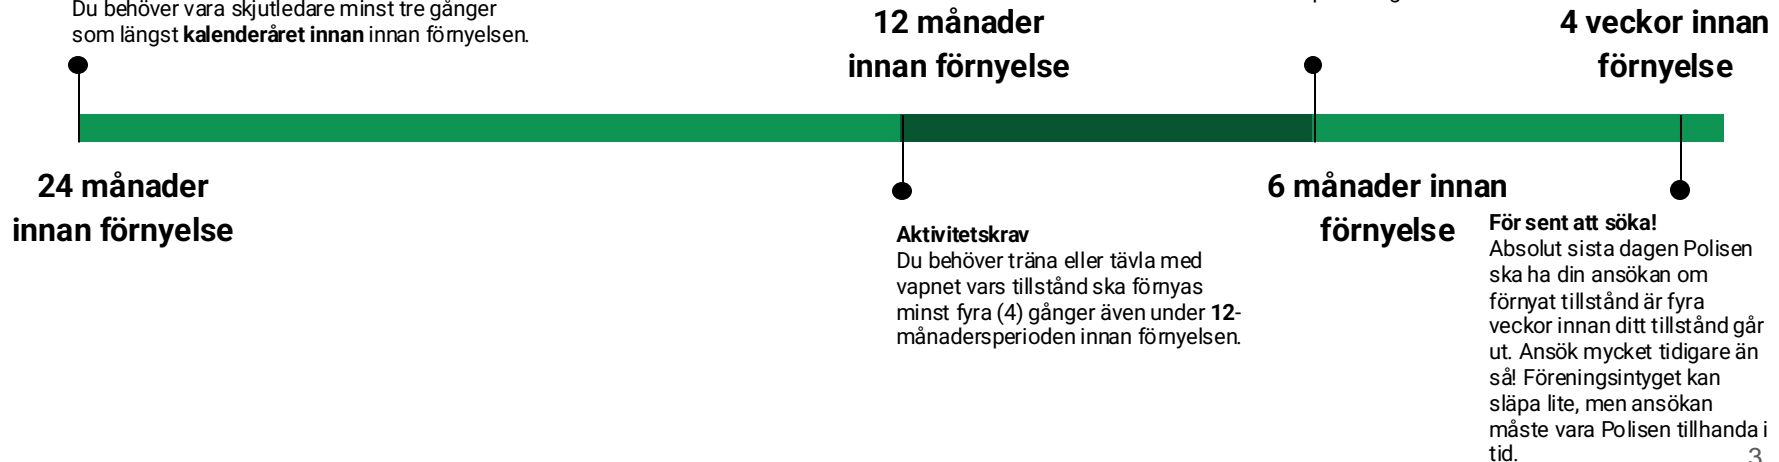 Du behöver vara skjutledare minst tre gånger
som längst kalenderåret innan innan förnyelsen.
12 månader
innan förnyelse
4 veckor innan
förnyelse
24 månader
innan förnyelse
Aktivitetskrav
Du behöver träna eller tävla med
vapnet vars tillstånd ska förnyas
minst fyra (4) gånger även under 12-
månadersperioden innan förnyelsen.
6 månader innan
förnyelse
För sent att söka!
Absolut sista dagen Polisen
ska ha din ansökan om
förnyat tillstånd är fyra
veckor innan ditt tillstånd går
ut. Ansök mycket tidigare än
så! Föreningsintyget kan
släpa lite, men ansökan
måste vara Polisen tillhanda i
tid.
3